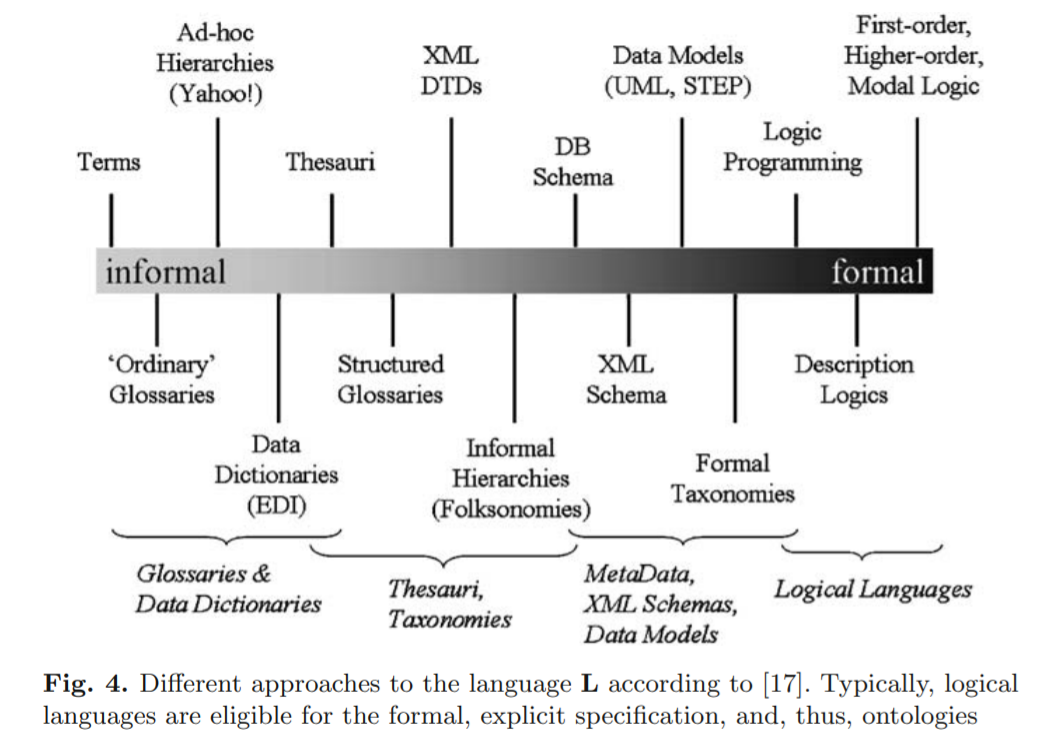 Ad-hoc
Hierarchies
(Yahoo!)
XML
DTDs
Data Models
(UML, STEP)
First-order,
Higher-order,
Modal Logic
Terms
Thesauri
DB
Schema
Logic
Programming
informal
formal
‘Ordinary’
Glossaries
Structured
Glossaries
XML
Schema
Description
Logics
Data
Dictionaries
(EDI)
Informal
Hierarchies
(Folksonomies)
Formal
Taxonomies
Glossaries &
Data Dictionaries
Thesauri,
Taxonomies
MetaData,
XML Schemas,
Data Models
Logical Languages
Fig. 4. Different approaches to the language L according to [17]. Typically, logical
languages are eligible for the formal, explicit specification, and, thus, ontologies